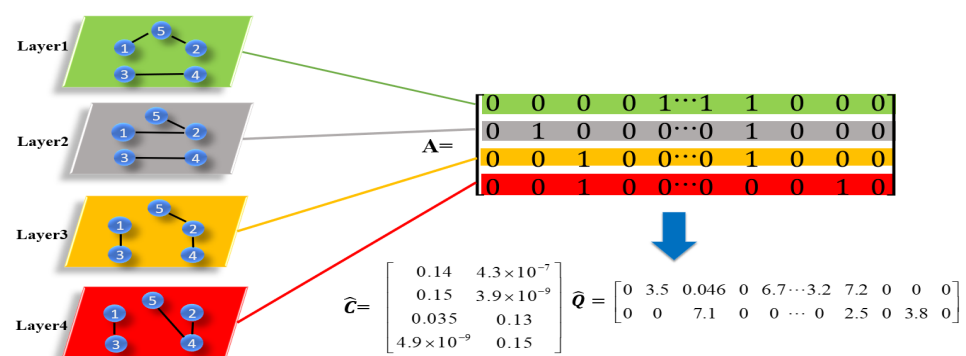 Layer1
5
1 2
3 4
Layer2
5
1 2
3 4
Layer3
5
1 2
3 4
Layer4
5
1 2
3 4
A=
0 0 0 0 1⋯1 1 0 0 0
0 1 0 0 0⋯0 1 0 0 0
0 0 1 0 0⋯0 1 0 0 0
0 0 1 0 0⋯0 0 0 1 0
Ĉ=
0.14 4.3×10⁻⁷
0.15 3.9×10⁻⁹
0.035 0.13
4.9×10⁻⁹ 0.15
Q̂ =
0 3.5 0.046 0 6.7⋯3.2 7.2 0 0 0
0 0 7.1 0 0 ⋯ 0 2.5 0 3.8 0